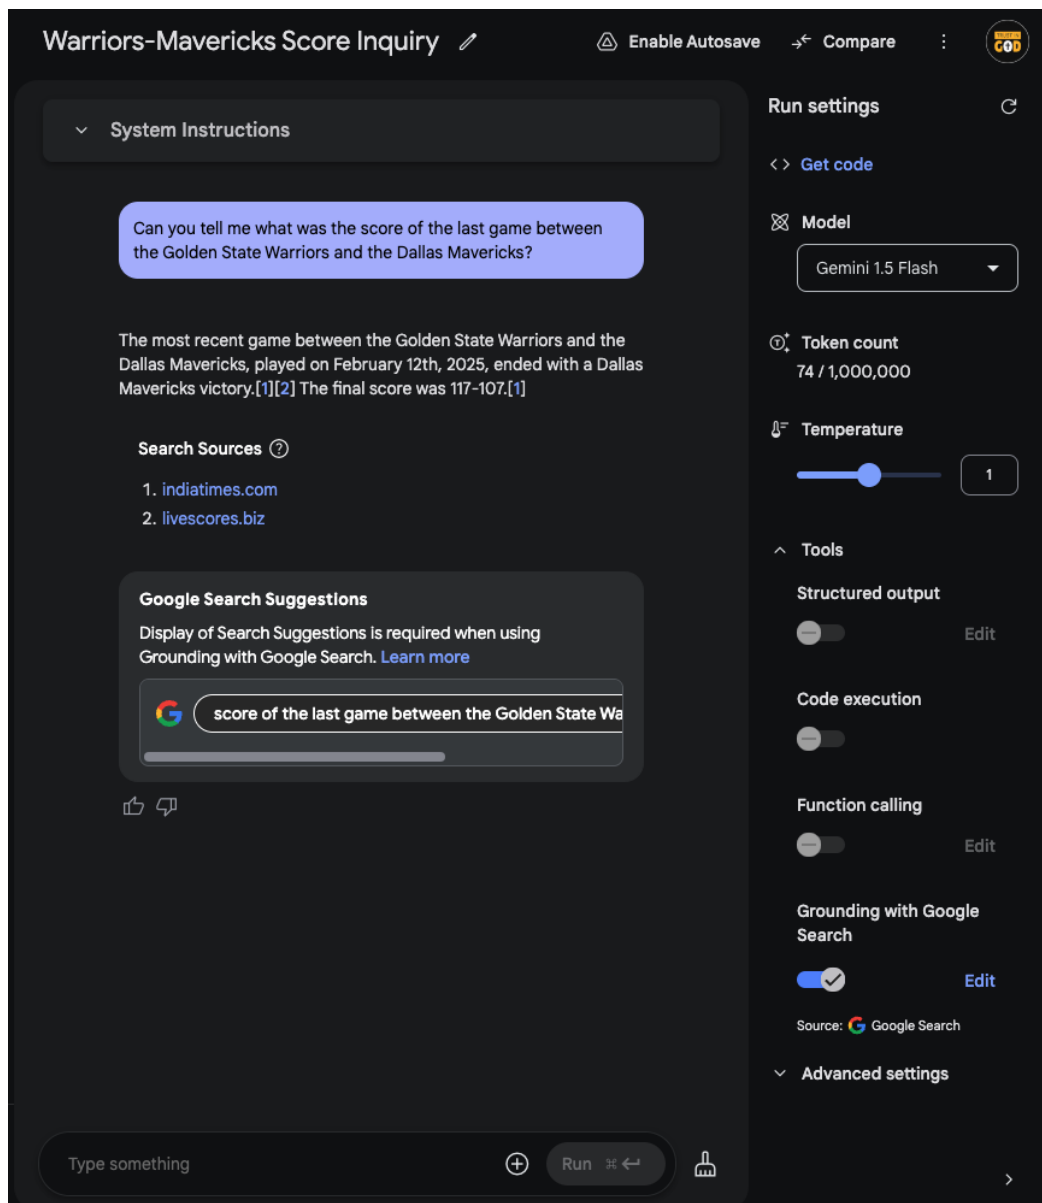 Warriors-Mavericks Score Inquiry
Enable Autosave
Compare
TRUST IN
GOD
System Instructions
Can you tell me what was the score of the last game between
the Golden State Warriors and the Dallas Mavericks?
The most recent game between the Golden State Warriors and the
Dallas Mavericks, played on February 12th, 2025, ended with a Dallas
Mavericks victory.[1][2] The final score was 117-107.[1]
Search Sources ?
1. indiatimes.com
2. livescores.biz
Google Search Suggestions
Display of Search Suggestions is required when using
Grounding with Google Search. Learn more
score of the last game between the Golden State Wa
Type something
Run ⌘↩
Run settings
Get code
Model
Gemini 1.5 Flash
Token count
74 / 1,000,000
Temperature
1
Tools
Structured output
Edit
Code execution
Function calling
Edit
Grounding with Google
Search
Edit
Source: G Google Search
Advanced settings